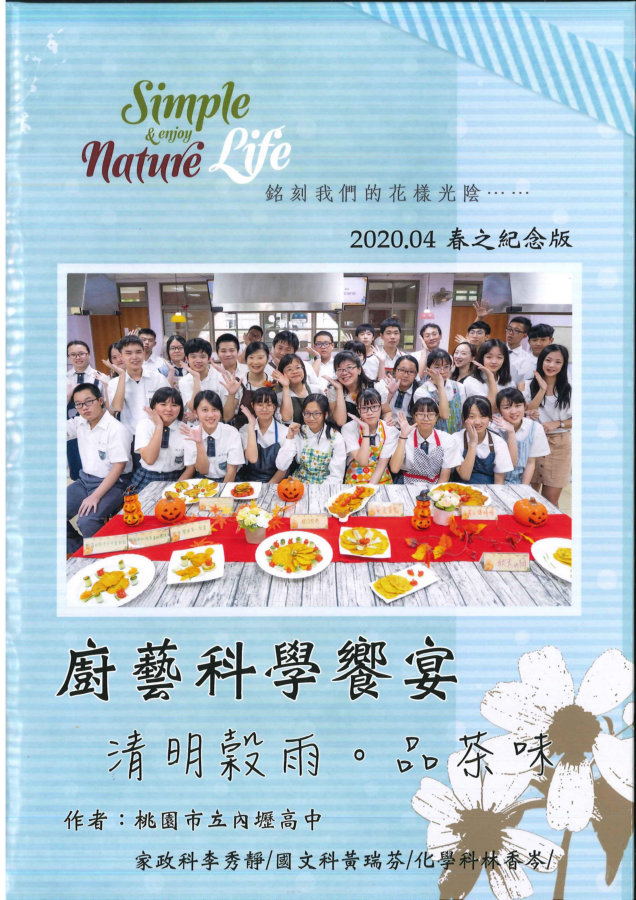 Simple
& enjoy
Nature Life
銘刻我們的花樣光陰⋯⋯
2020.04 春之紀念版
廚藝科學饗宴
清明穀雨。品茶味
作者：桃園市立內壢高中
家政科李秀靜/國文科黃瑞芬/化學科林香岑/